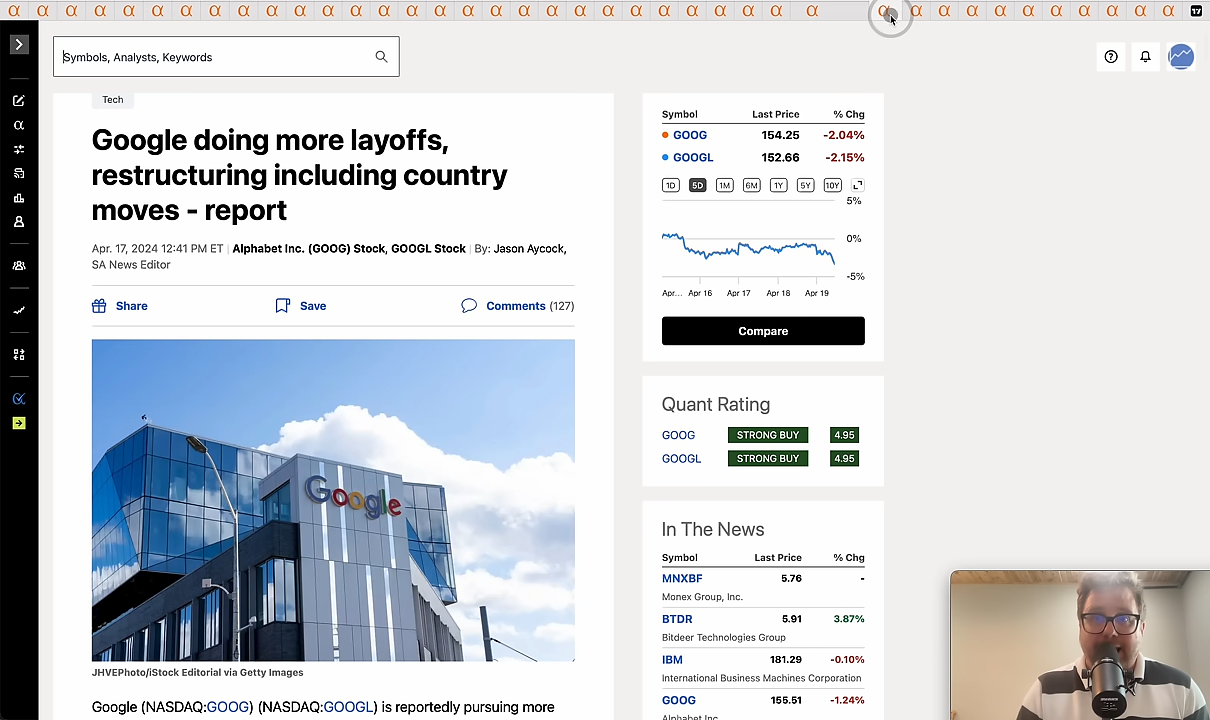 Symbols, Analysts, Keywords
Tech
Google doing more layoffs,
restructuring including country
moves - report
Apr. 17, 2024 12:41 PM ET | Alphabet Inc. (GOOG) Stock, GOOGL Stock | By: Jason Aycock,
SA News Editor
Share
Save
Comments (127)
Google
JHVEPhoto/iStock Editorial via Getty Images
Google (NASDAQ:GOOG) (NASDAQ:GOOGL) is reportedly pursuing more
Symbol Last Price % Chg
GOOG 154.25 -2.04%
GOOGL 152.66 -2.15%
1D 5D 1M 6M 1Y 5Y 10Y
5%
0%
-5%
Apr... Apr 16 Apr 17 Apr 18 Apr 19
Compare
Quant Rating
GOOG STRONG BUY 4.95
GOOGL STRONG BUY 4.95
In The News
Symbol Last Price % Chg
MNXBF 5.76 -
Monex Group, Inc.
BTDR 5.91 3.87%
Bitdeer Technologies Group
IBM 181.29 -0.10%
International Business Machines Corporation
GOOG 155.51 -1.24%
Alphabet Inc.